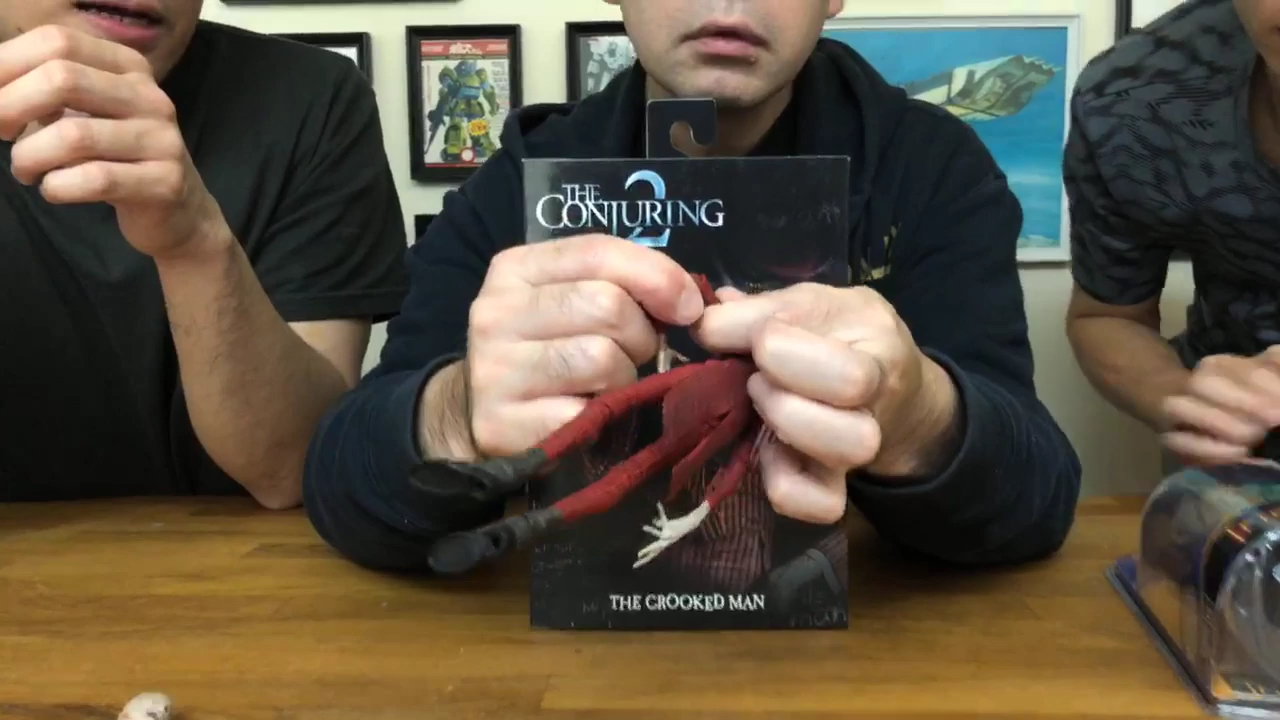 THE
CONJURING
2
THE CROOKED MAN